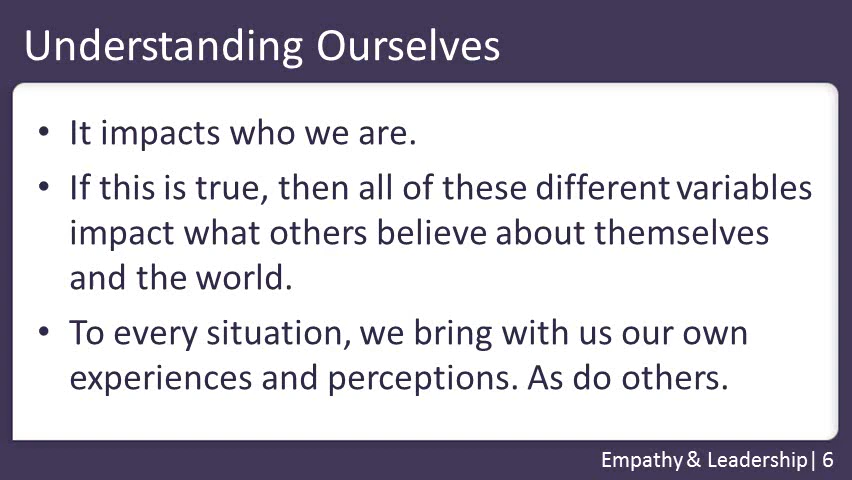 Understanding Ourselves
• It impacts who we are.
• If this is true, then all of these different variables
impact what others believe about themselves
and the world.
• To every situation, we bring with us our own
experiences and perceptions. As do others.
Empathy & Leadership| 6